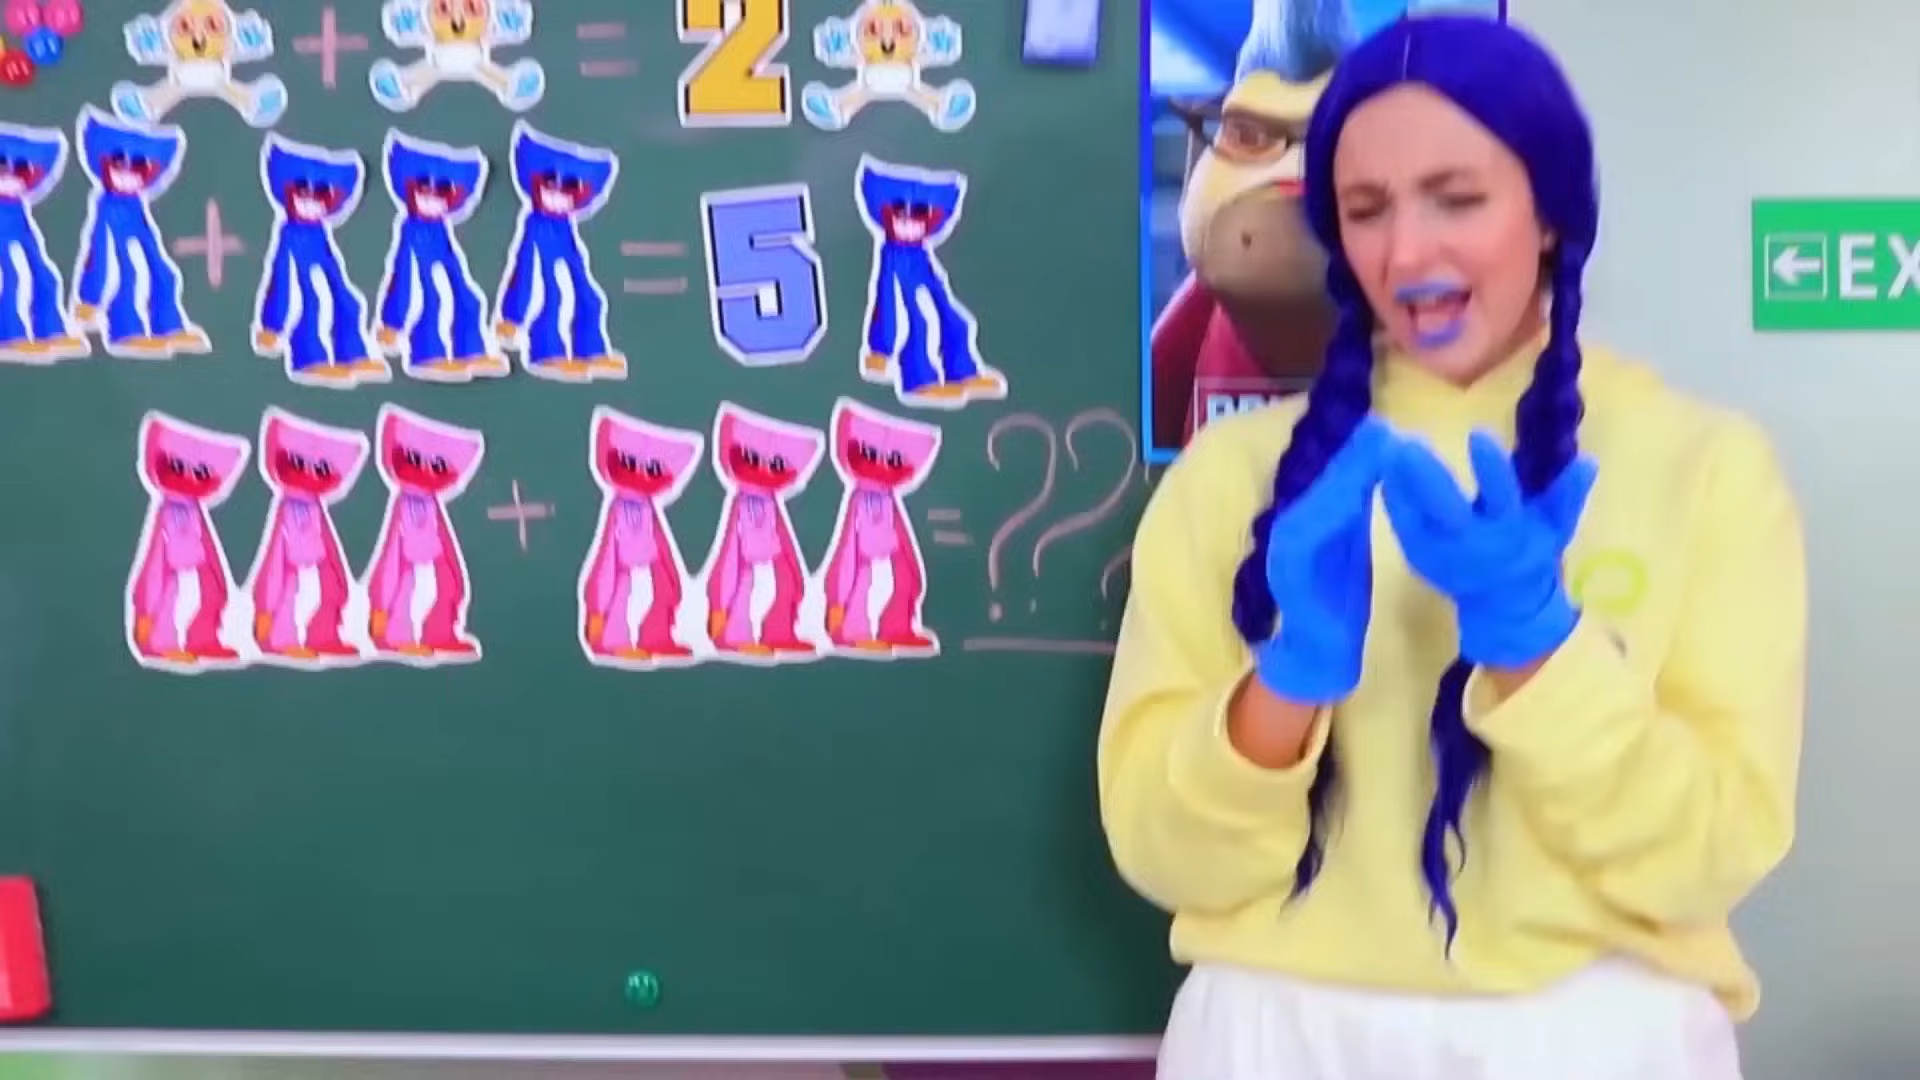 + = 2
+ = 5
+ = ??
EX